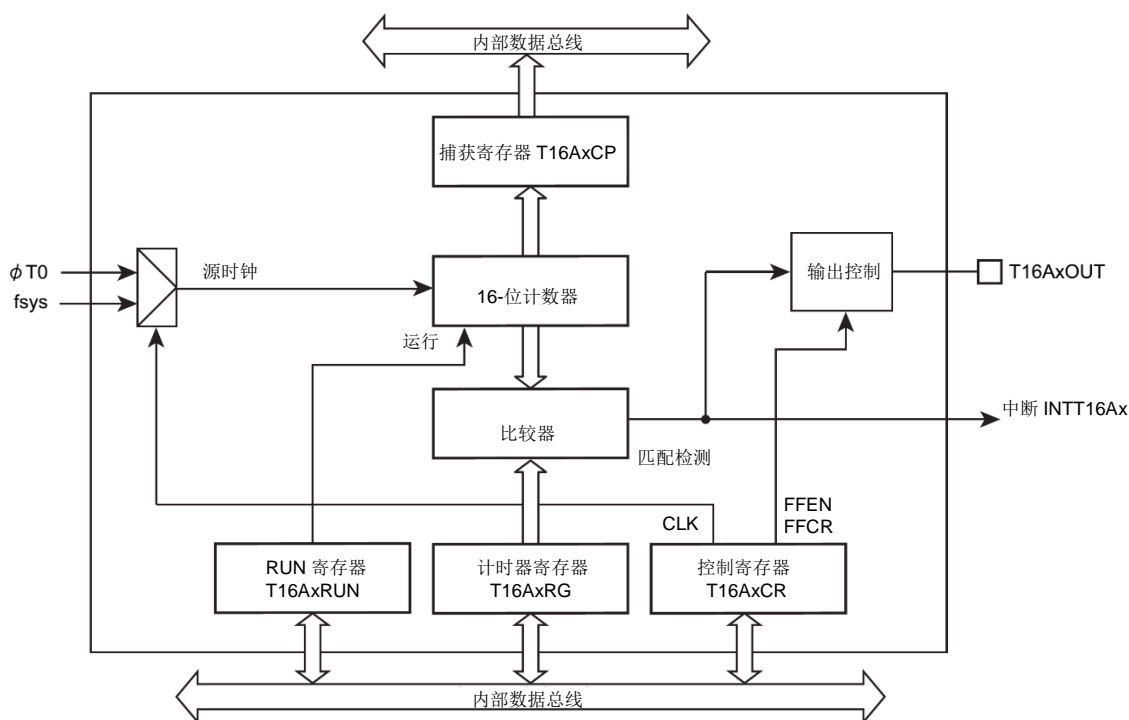 内部数据总线
捕获寄存器 T16AxCP
ϕT0
fsys
源时钟
16-位计数器
输出控制
T16AxOUT
运行
比较器
中断 INTT16Ax
匹配检测
CLK
FFEN
FFCR
RUN 寄存器
T16AxRUN
计时器寄存器
T16AxRG
控制寄存器
T16AxCR
内部数据总线